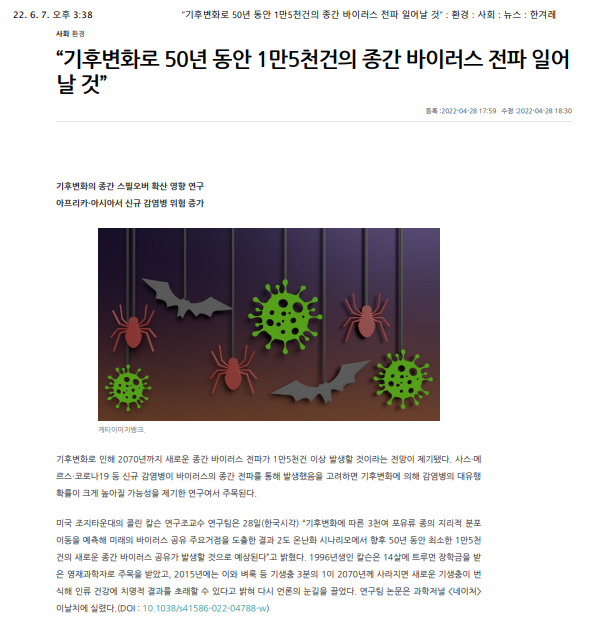 22. 6. 7. 오후 3:38
"기후변화로 50년 동안 1만5천건의 종간 바이러스 전파 일어날 것" : 환경 : 사회 : 뉴스 : 한겨레
사회 환경
“기후변화로 50년 동안 1만5천건의 종간 바이러스 전파 일어
날 것”
등록 :2022-04-28 17:59 수정 :2022-04-28 18:30
기후변화의 종간 스필오버 확산 영향 연구
아프리카·아시아서 신규 감염병 위험 증가
게티이미지뱅크.
기후변화로 인해 2070년까지 새로운 종간 바이러스 전파가 1만5천건 이상 발생할 것이라는 전망이 제기됐다. 사스·메
르스·코로나19 등 신규 감염병이 바이러스의 종간 전파를 통해 발생했음을 고려하면 기후변화에 의해 감염병의 대유행
확률이 크게 높아질 가능성을 제기한 연구여서 주목된다.
미국 조지타운대의 콜린 칼슨 연구조교수 연구팀은 28일(한국시각) “기후변화에 따른 3천여 포유류 종의 지리적 분포
이동을 예측해 미래의 바이러스 공유 주요거점을 도출한 결과 2도 온난화 시나리오에서 향후 50년 동안 최소한 1만5천
건의 새로운 종간 바이러스 공유가 발생할 것으로 예상된다”고 밝혔다. 1996년생인 칼슨은 14살에 트루먼 장학금을 받
은 영재과학자로 주목을 받았고, 2015년에는 이와 벼룩 등 기생충 3분의 1이 2070년께 사라지면 새로운 기생충이 번
식해 인류 건강에 치명적 결과를 초래할 수 있다고 밝혀 다시 언론의 눈길을 끌었다. 연구팀 논문은 과학저널 <네이처>
이날치에 실렸다.(DOI : 10.1038/s41586-022-04788-w)